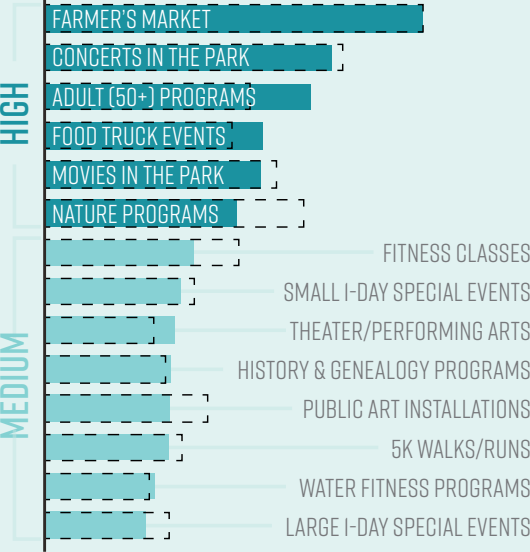 HIGH
FARMER'S MARKET
CONCERTS IN THE PARK
ADULT (50+) PROGRAMS
FOOD TRUCK EVENTS
MOVIES IN THE PARK
NATURE PROGRAMS
MEDIUM
FITNESS CLASSES
SMALL 1-DAY SPECIAL EVENTS
THEATER/PERFORMING ARTS
HISTORY & GENEALOGY PROGRAMS
PUBLIC ART INSTALLATIONS
5K WALKS/RUNS
WATER FITNESS PROGRAMS
LARGE 1-DAY SPECIAL EVENTS